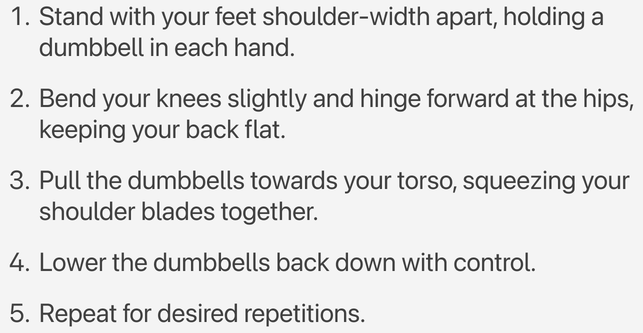 1. Stand with your feet shoulder-width apart, holding a
dumbbell in each hand.
2. Bend your knees slightly and hinge forward at the hips,
keeping your back flat.
3. Pull the dumbbells towards your torso, squeezing your
shoulder blades together.
4. Lower the dumbbells back down with control.
5. Repeat for desired repetitions.